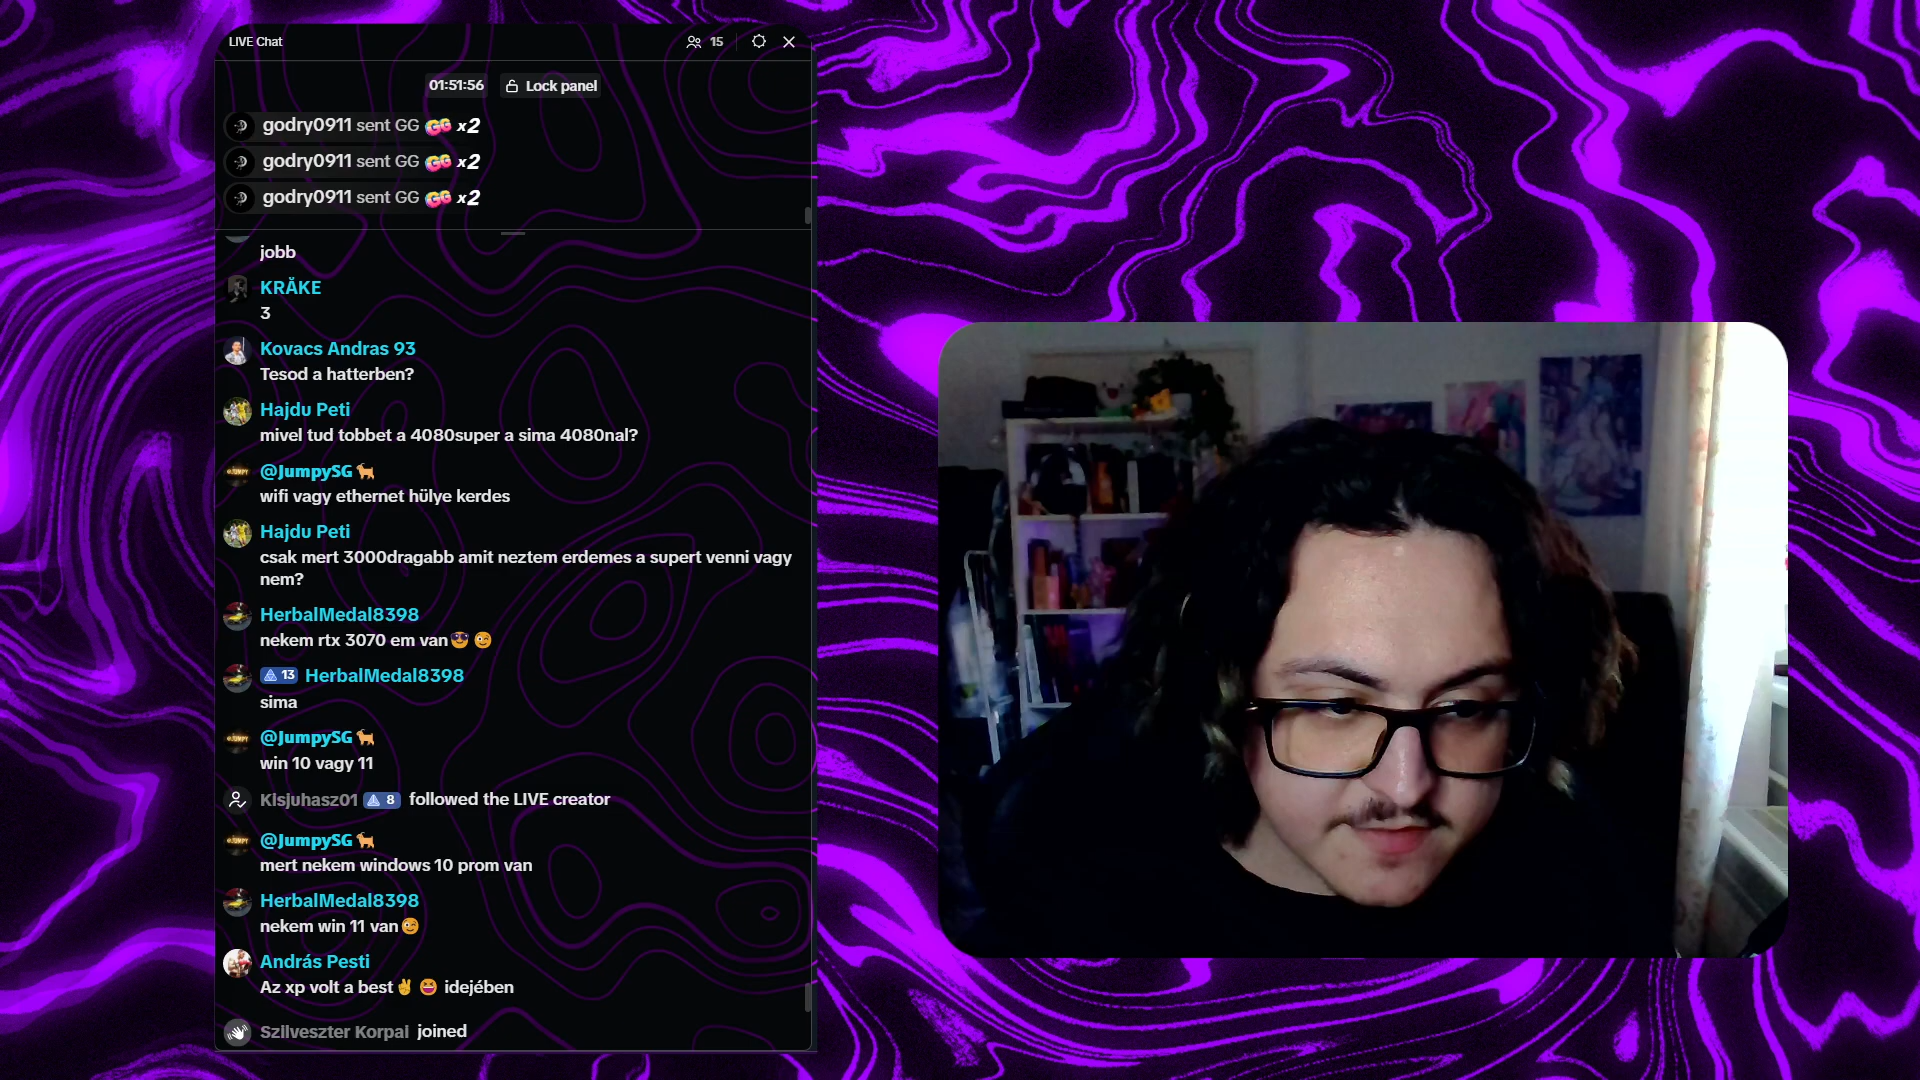 LIVE Chat
15
01:51:56
Lock panel
godry0911 sent GG GG x2
godry0911 sent GG GG x2
godry0911 sent GG GG x2
jobb
KRÅKE
3
Kovacs Andras 93
Tesod a hatterben?
Hajdu Peti
mivel tud tobbet a 4080super a sima 4080nal?
@JumpySG
wifi vagy ethernet hülye kerdes
Hajdu Peti
csak mert 3000dragabb amit neztem erdemes a supert venni vagy
nem?
HerbalMedal8398
nekem rtx 3070 em van😎 😉
13 HerbalMedal8398
sima
@JumpySG
win 10 vagy 11
Kisjuhasz01 8 followed the LIVE creator
@JumpySG
mert nekem windows 10 prom van
HerbalMedal8398
nekem win 11 van😉
András Pesti
Az xp volt a best✌ 😆 idejében
Szilveszter Korpai joined